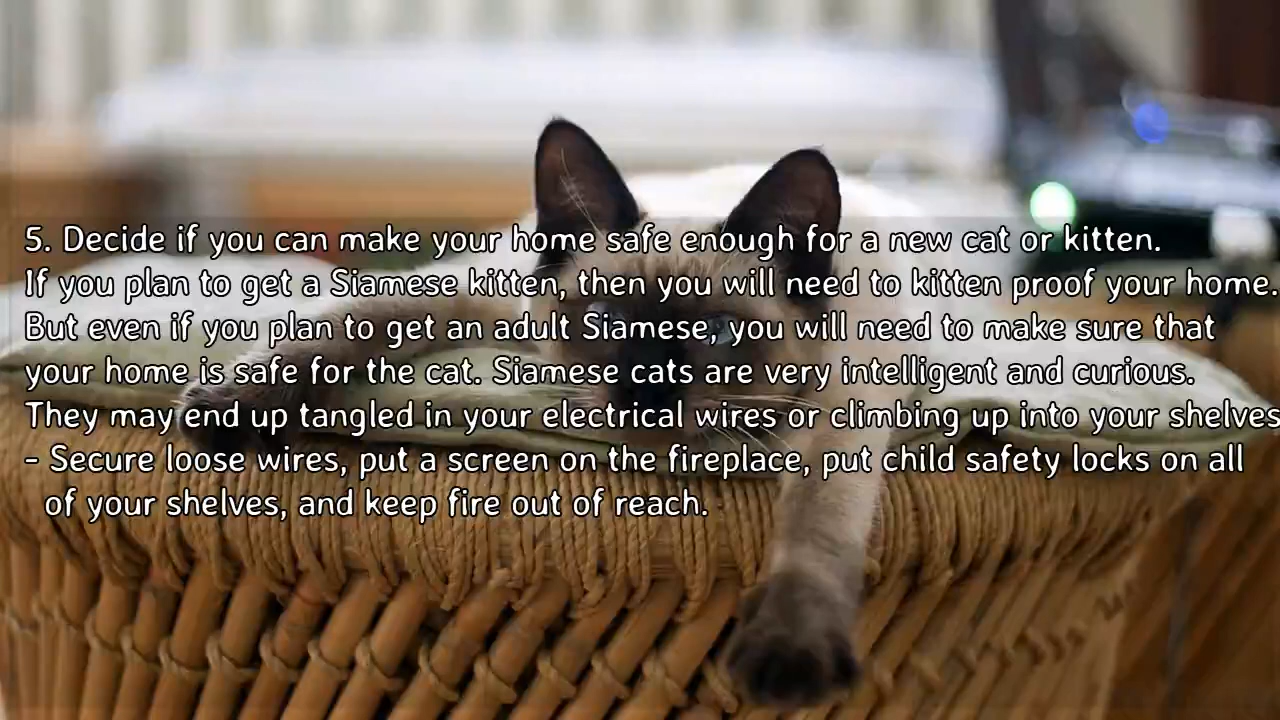 5. Decide if you can make your home safe enough for a new cat or kitten.
If you plan to get a Siamese kitten, then you will need to kitten proof your home.
But even if you plan to get an adult Siamese, you will need to make sure that
your home is safe for the cat. Siamese cats are very intelligent and curious.
They may end up tangled in your electrical wires or climbing up into your shelves
- Secure loose wires, put a screen on the fireplace, put child safety locks on all
of your shelves, and keep fire out of reach.